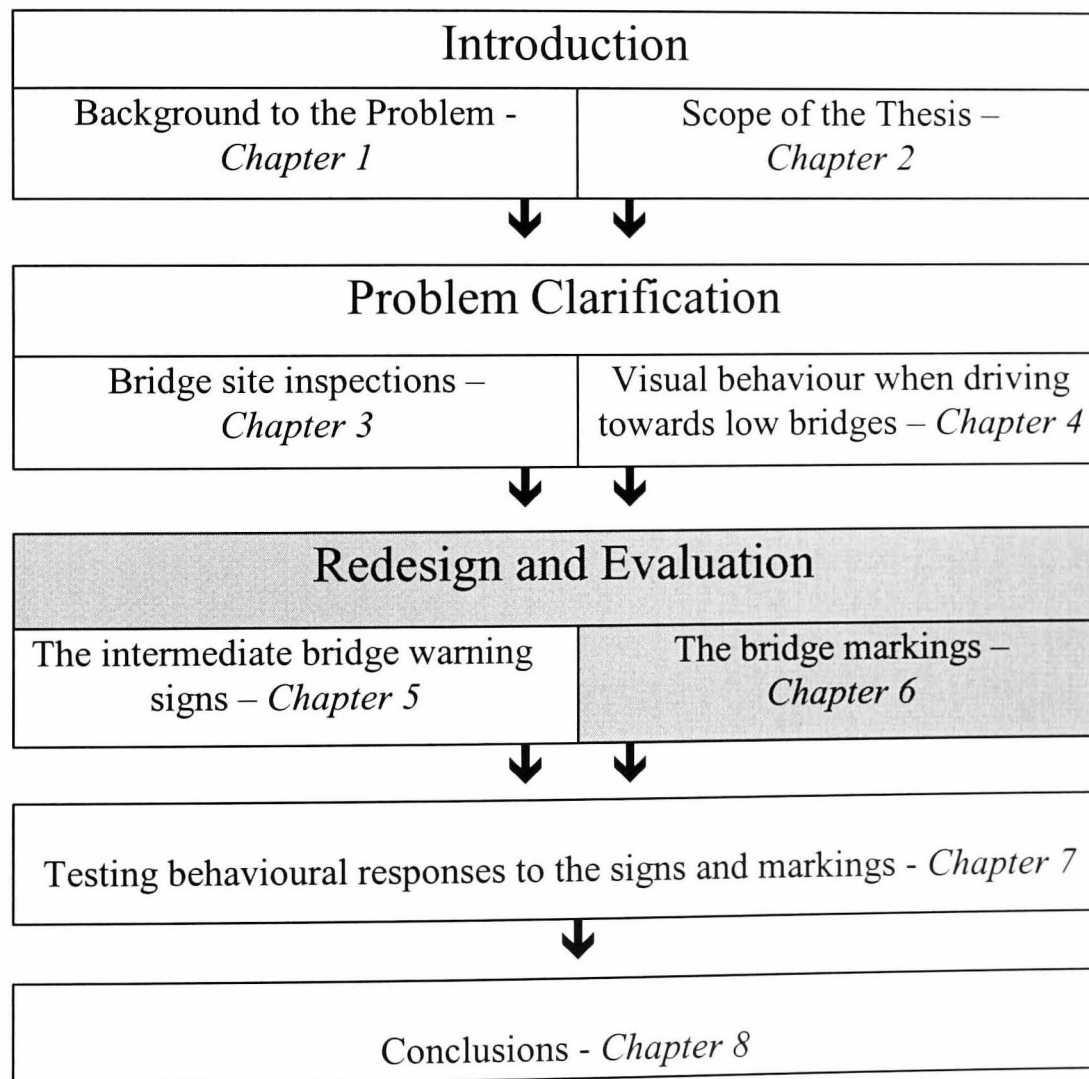 Introduction
Background to the Problem -
Chapter 1
Scope of the Thesis –
Chapter 2
Problem Clarification
Bridge site inspections –
Chapter 3
Visual behaviour when driving
towards low bridges – Chapter 4
Redesign and Evaluation
The intermediate bridge warning
signs – Chapter 5
The bridge markings –
Chapter 6
Testing behavioural responses to the signs and markings - Chapter 7
Conclusions - Chapter 8